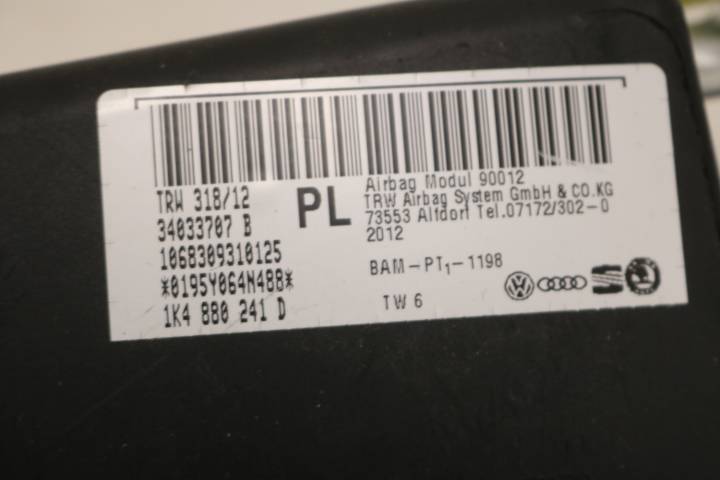 TRW 318/12
34033707 B
1068309310125
*0195Y064N488*
1K4 880 241 D
PL
Airbag Modul 90012
TRW Airbag System GmbH & CO.KG
73553 Alfdorf Tel.07172/302-0
2012
BAM-PT1-1198
TW 6